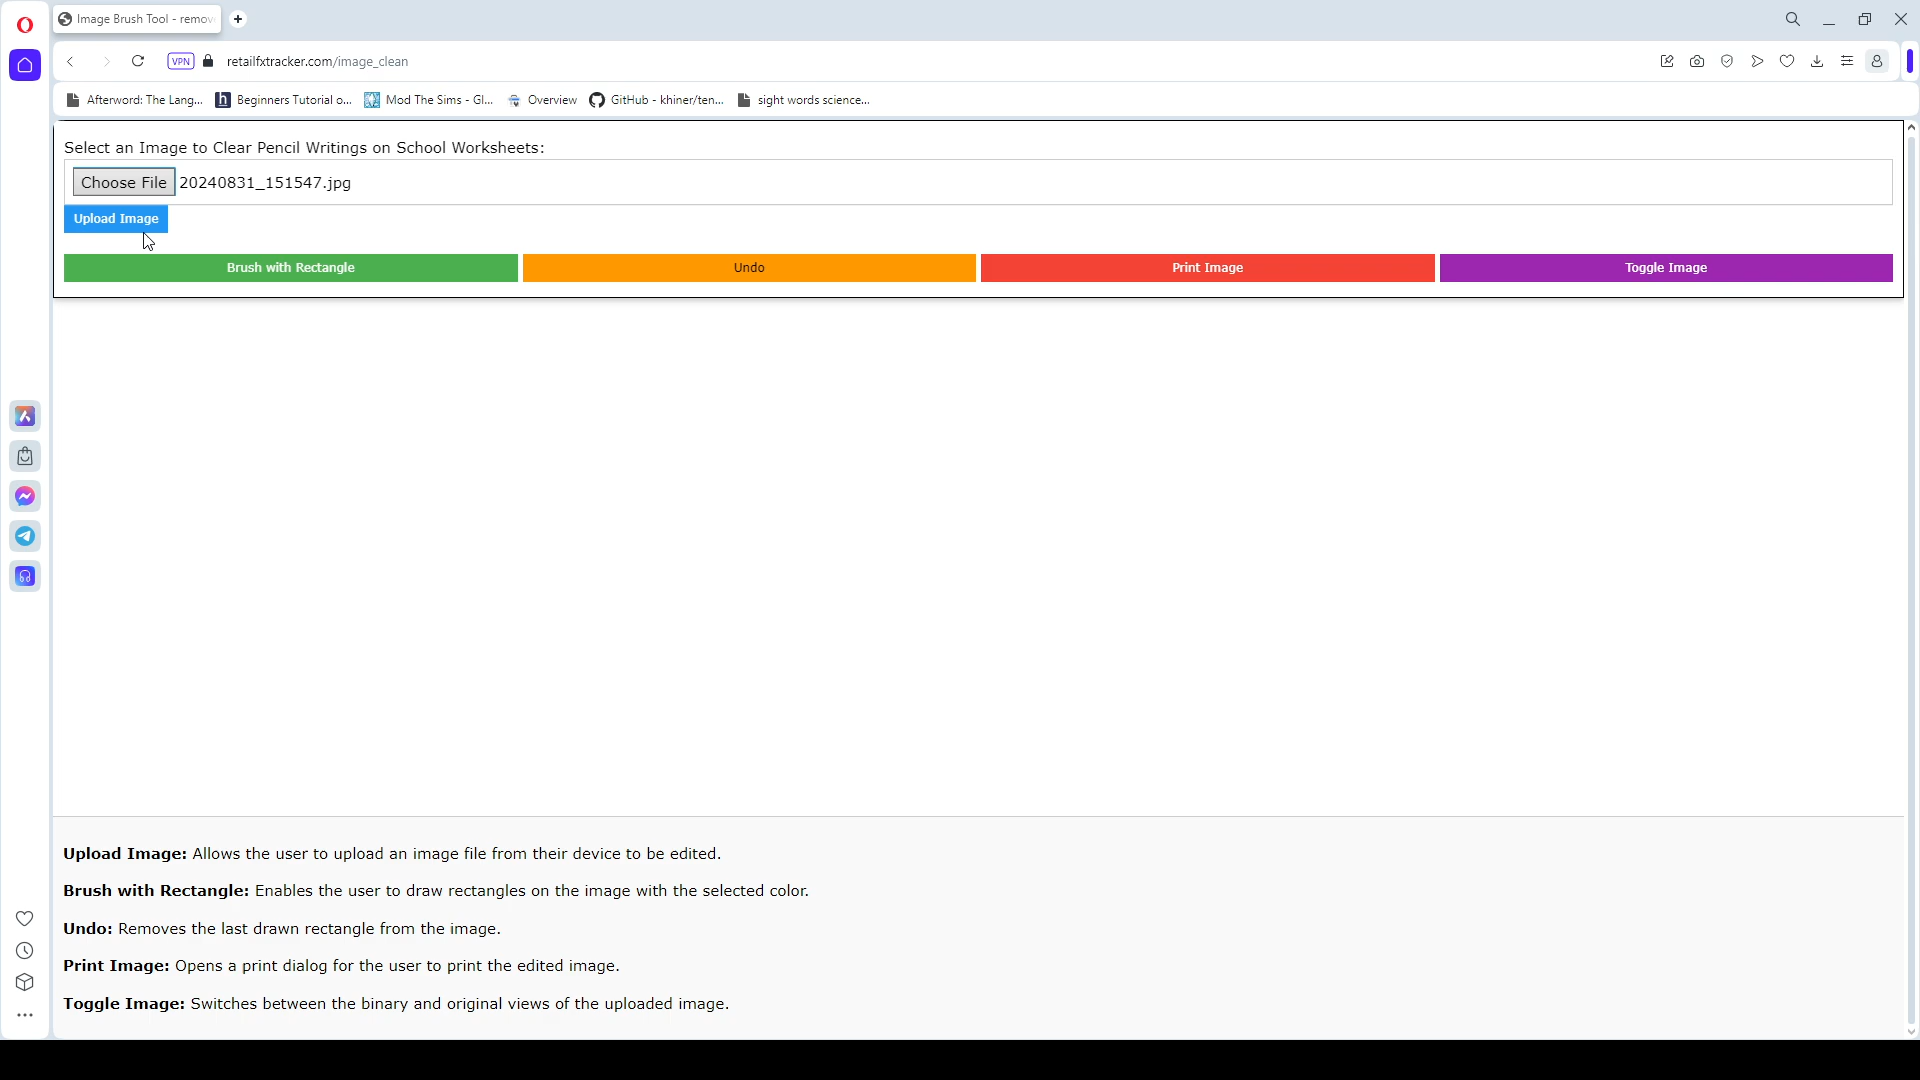 Image Brush Tool - remov
VPN
retailfxtracker.com/image_clean
Afterword: The Lang...
Beginners Tutorial o...
Mod The Sims - Gl...
Overview
GitHub - khiner/ten...
sight words science...
Select an Image to Clear Pencil Writings on School Worksheets:
Choose File 20240831_151547.jpg
Upload Image
Brush with Rectangle
Undo
Print Image
Toggle Image
Upload Image: Allows the user to upload an image file from their device to be edited.
Brush with Rectangle: Enables the user to draw rectangles on the image with the selected color.
Undo: Removes the last drawn rectangle from the image.
Print Image: Opens a print dialog for the user to print the edited image.
Toggle Image: Switches between the binary and original views of the uploaded image.